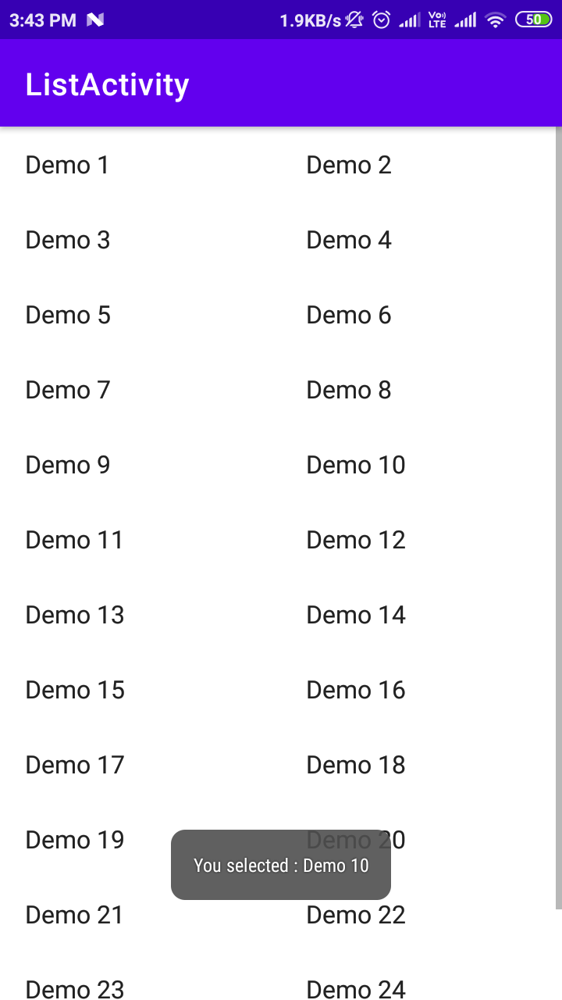 3:43 PM 1.9KB/s Vo) LTE 50
ListActivity
Demo 1 Demo 2
Demo 3 Demo 4
Demo 5 Demo 6
Demo 7 Demo 8
Demo 9 Demo 10
Demo 11 Demo 12
Demo 13 Demo 14
Demo 15 Demo 16
Demo 17 Demo 18
Demo 19 Demo 20
You selected : Demo 10
Demo 21 Demo 22
Demo 23 Demo 24